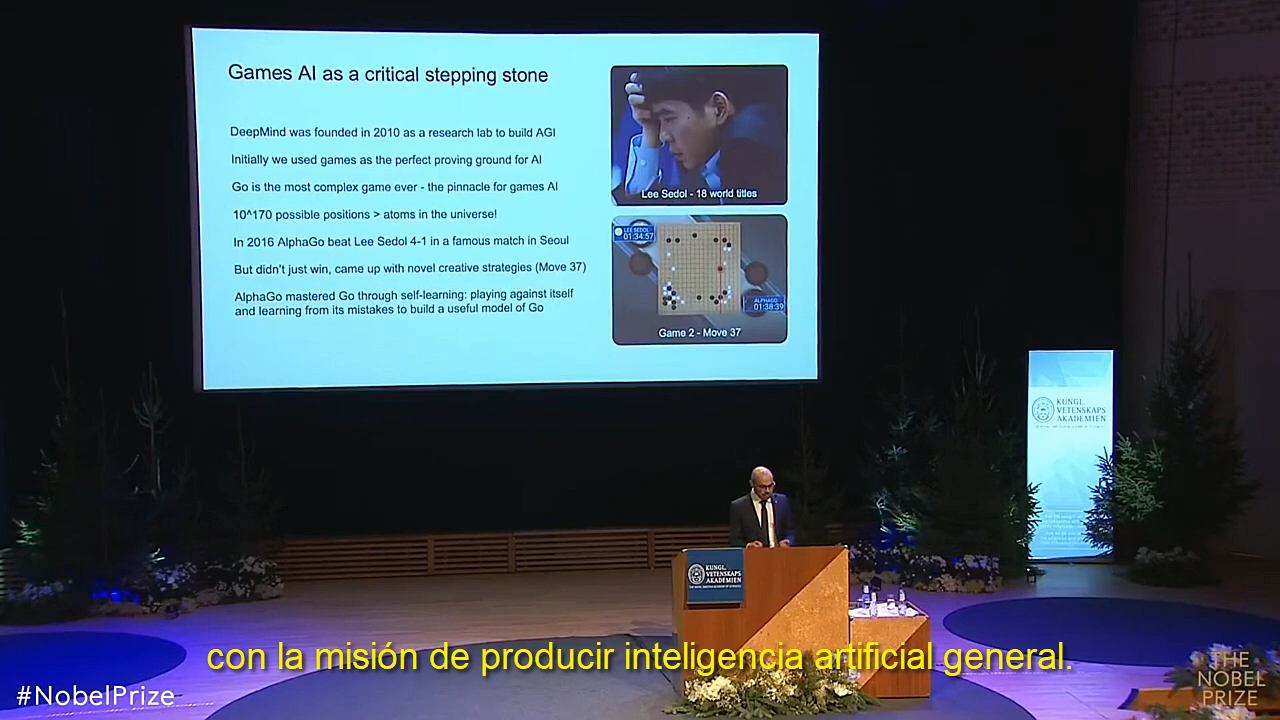 Games AI as a critical stepping stone
DeepMind was founded in 2010 as a research lab to build AGI
Initially we used games as the perfect proving ground for AI
Go is the most complex game ever - the pinnacle for games AI
10^170 possible positions > atoms in the universe!
In 2016 AlphaGo beat Lee Sedol 4-1 in a famous match in Seoul
But didn't just win, came up with novel creative strategies (Move 37)
AlphaGo mastered Go through self-learning: playing against itself
and learning from its mistakes to build a useful model of Go
Lee Sedol - 18 world titles
LEE SEDOL
01:34:57
ALPHAGO
01:38:39
Game 2 - Move 37
KUNGL.
VETENSKAPS
AKADEMIEN
KUNGL.
VETENSKAPS
AKADEMIEN
con la misión de producir inteligencia artificial general.
#NobelPrize
THE
NOBEL
PRIZE